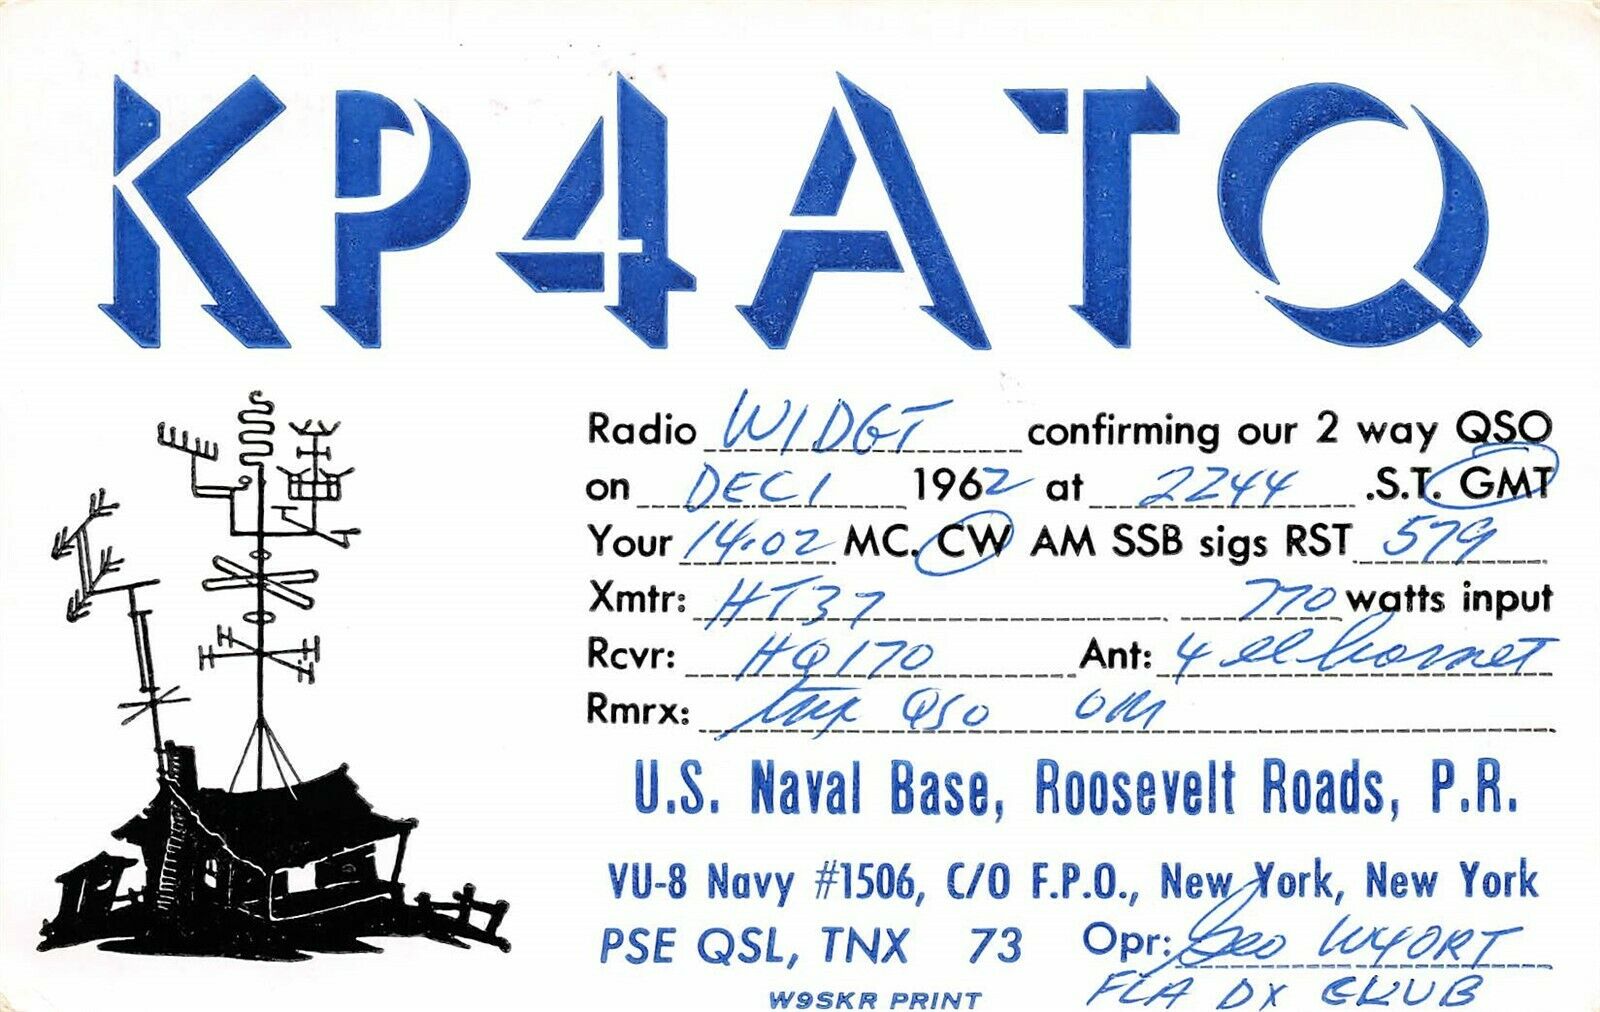 KP4ATQ
Radio W1DGT confirming our 2 way QSO
on DEC 1 1962 at 2244 .S.T. GMT
Your 14.02 MC. CW AM SSB sigs RST 579
Xmtr: HT37 770 watts input
Rcvr: HQ170 Ant: 4 el hornet
Rmrx: tnx QSO OM
U.S. Naval Base, Roosevelt Roads, P.R.
VU-8 Navy #1506, C/O F.P.O., New York, New York
PSE QSL, TNX 73 Opr: Geo W4ORT
FLA DX CLUB
W9SKR PRINT